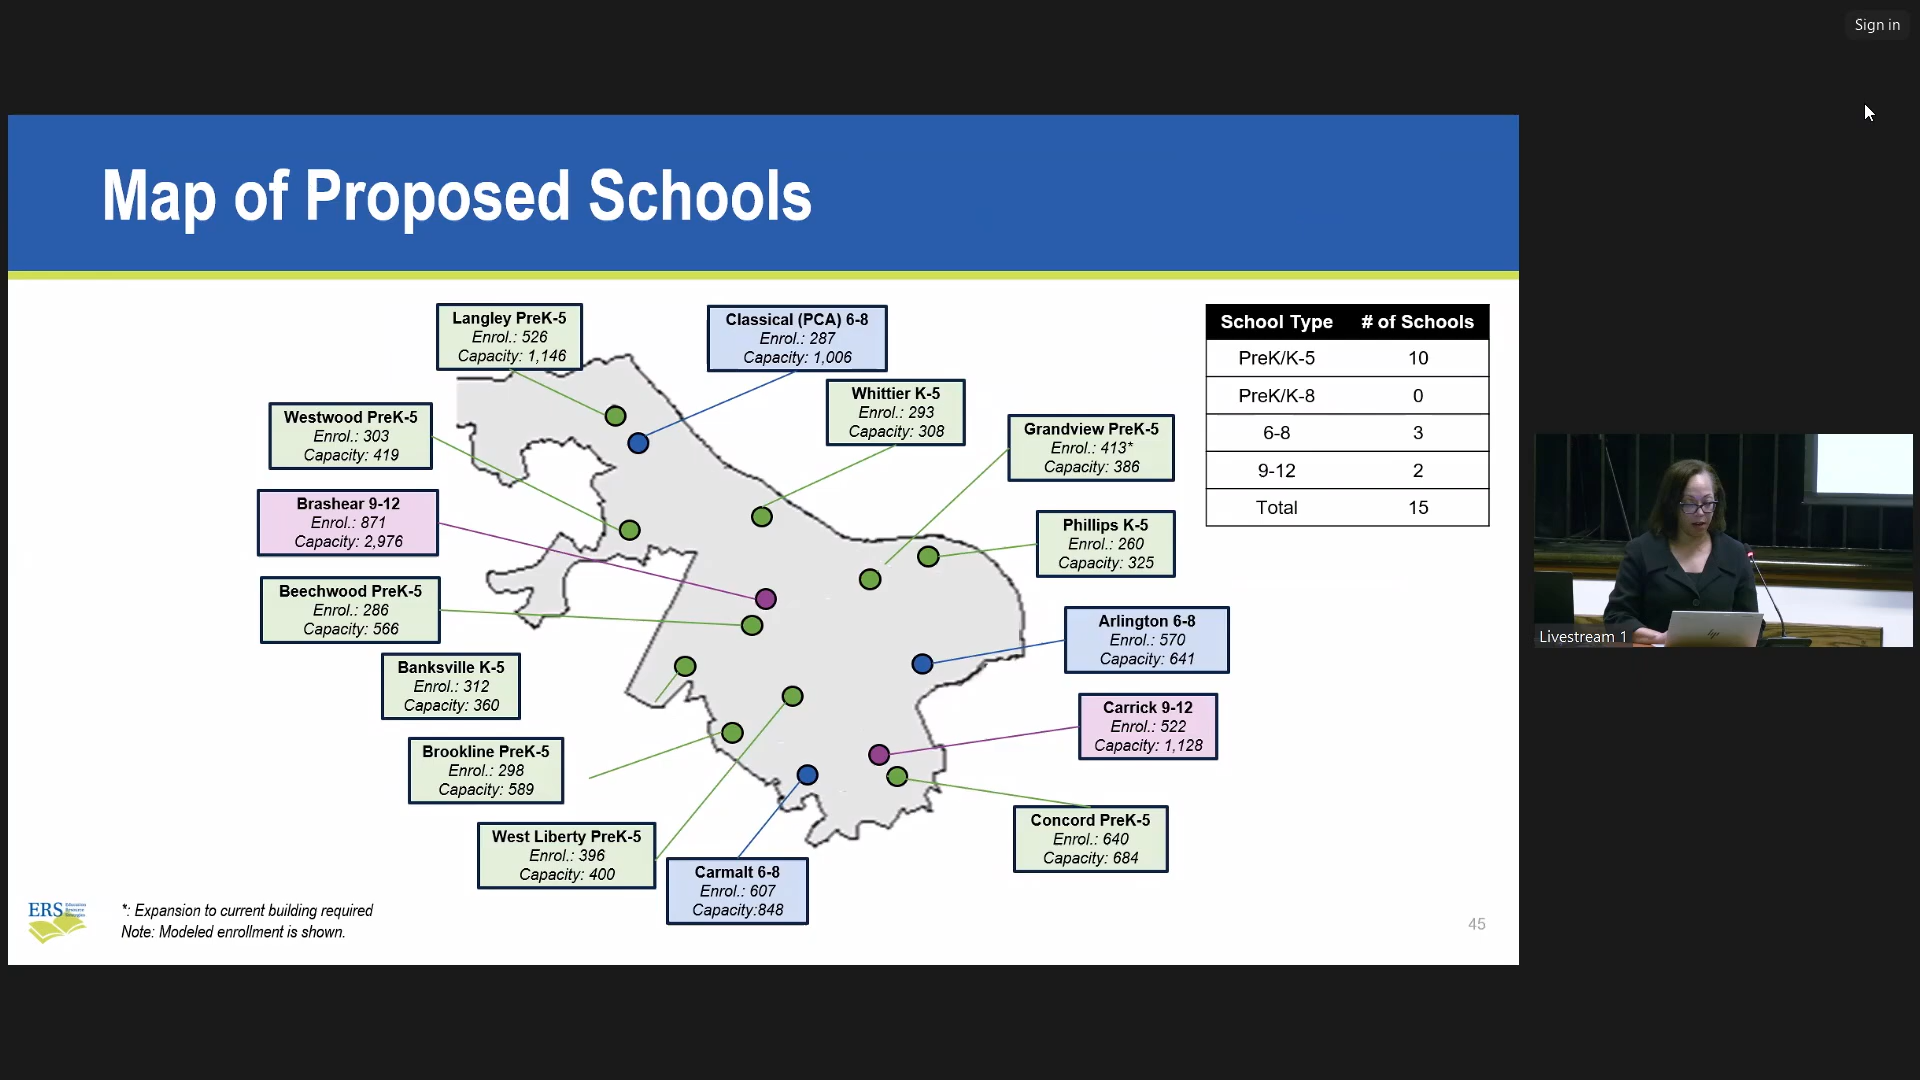 Sign in
Map of Proposed Schools
Langley PreK-5
Enrol.: 526
Capacity: 1,146
Classical (PCA) 6-8
Enrol.: 287
Capacity: 1,006
School Type # of Schools
PreK/K-5 10
PreK/K-8 0
6-8 3
9-12 2
Total 15
Whittier K-5
Enrol.: 293
Capacity: 308
Westwood PreK-5
Enrol.: 303
Capacity: 419
Grandview PreK-5
Enrol.: 413*
Capacity: 386
Brashear 9-12
Enrol.: 871
Capacity: 2,976
Phillips K-5
Enrol.: 260
Capacity: 325
Beechwood PreK-5
Enrol.: 286
Capacity: 566
Arlington 6-8
Enrol.: 570
Capacity: 641
Banksville K-5
Enrol.: 312
Capacity: 360
Carrick 9-12
Enrol.: 522
Capacity: 1,128
Brookline PreK-5
Enrol.: 298
Capacity: 589
Concord PreK-5
Enrol.: 640
Capacity: 684
West Liberty PreK-5
Enrol.: 396
Capacity: 400
Carmalt 6-8
Enrol.: 607
Capacity:848
ERS
*: Expansion to current building required
Note: Modeled enrollment is shown.
45
Livestream 1
hp